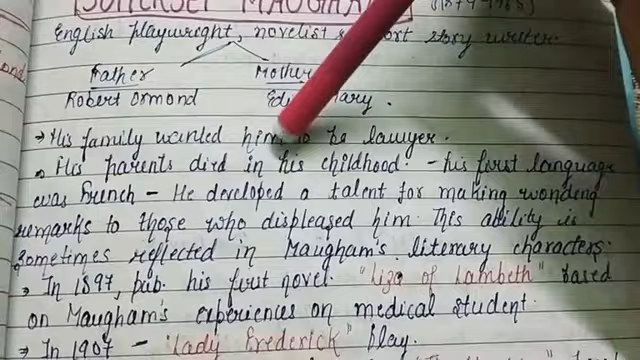 SOMERSET MAUGHAM
English playwright, novelist short story writer.
Father Mother
Robert Ormond Mary.
→ His family wanted him to be lawyer.
→ His parents died in his childhood. - his first language
was French - He developed a talent for making wonding
remarks to those who displeased him. This ability is
sometimes reflected in Maugham's literary characters.
→ In 1897, pub. his first novel "Liza of Lambeth" based
on Maugham's experiences on medical student.
→ In 1907 - "Lady Frederick" Play.